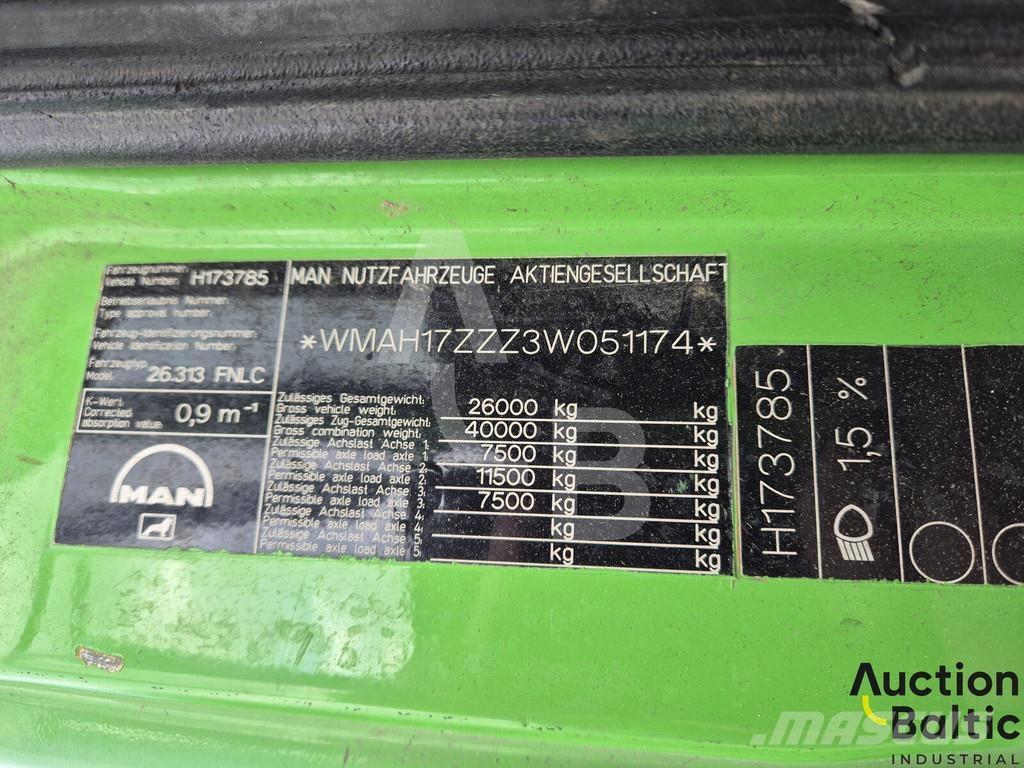 Fahrzeugnummer:
Vehicle Number: H173785
Betriebserlaubnis Nummer:
Type approval number:
Fahrzeug-Identifizierungsnummer:
Vehicle Identification Number:
Fahrzeugtyp:
Model: 26.313 FNLC
K-Wert:
Corrected
absorption value: 0,9 m⁻¹
MAN
MAN NUTZFAHRZEUGE AKTIENGESELLSCHAFT
*WMAH17ZZZ3W051174*
Zulässiges Gesamtgewicht:
Gross vehicle weight: 26000 kg kg
Zulässiges Zug-Gesamtgewicht:
Gross combination weight: 40000 kg kg
Zulässige Achslast Achse 1:
Permissible axle load axle 1: 7500 kg kg
Zulässige Achslast Achse 2:
Permissible axle load axle 2: 11500 kg kg
Zulässige Achslast Achse 3:
Permissible axle load axle 3: 7500 kg kg
Zulässige Achslast Achse 4:
Permissible axle load axle 4: kg kg
Zulässige Achslast Achse 5:
Permissible axle load axle 5: kg kg
H173785
1,5 %
AB
Auction
Baltic
INDUSTRIAL